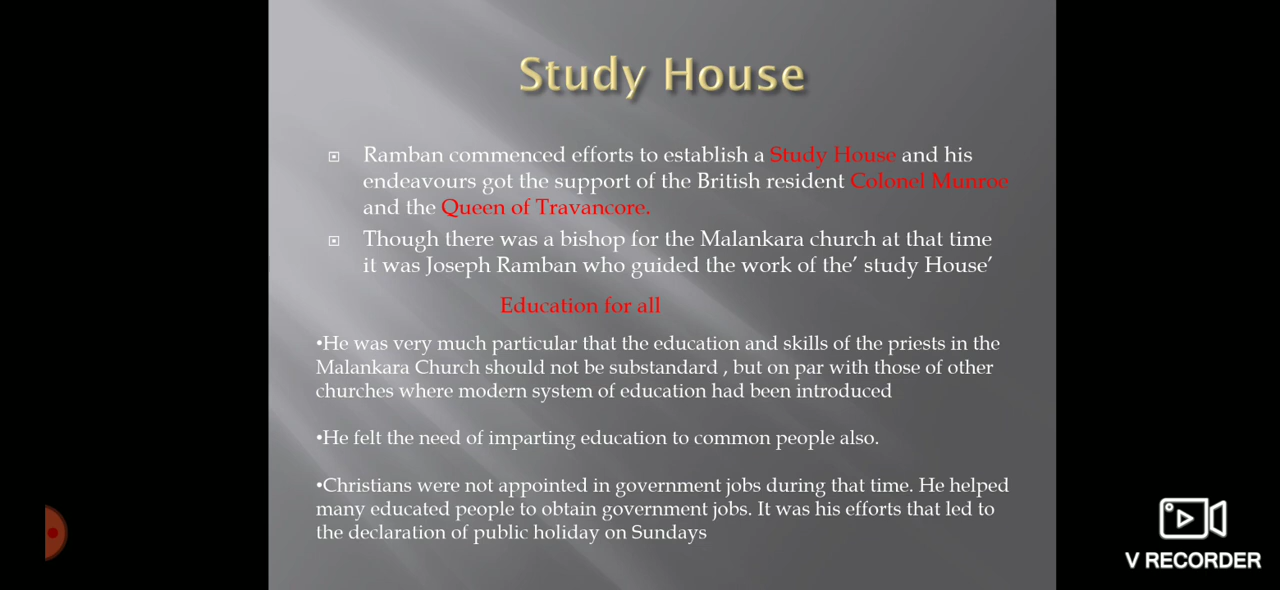 Study House
Ramban commenced efforts to establish a Study House and his
endeavours got the support of the British resident Colonel Munroe
and the Queen of Travancore.
Though there was a bishop for the Malankara church at that time
it was Joseph Ramban who guided the work of the’ study House’
Education for all
•He was very much particular that the education and skills of the priests in the
Malankara Church should not be substandard , but on par with those of other
churches where modern system of education had been introduced
•He felt the need of imparting education to common people also.
•Christians were not appointed in government jobs during that time. He helped
many educated people to obtain government jobs. It was his efforts that led to
the declaration of public holiday on Sundays
V RECORDER